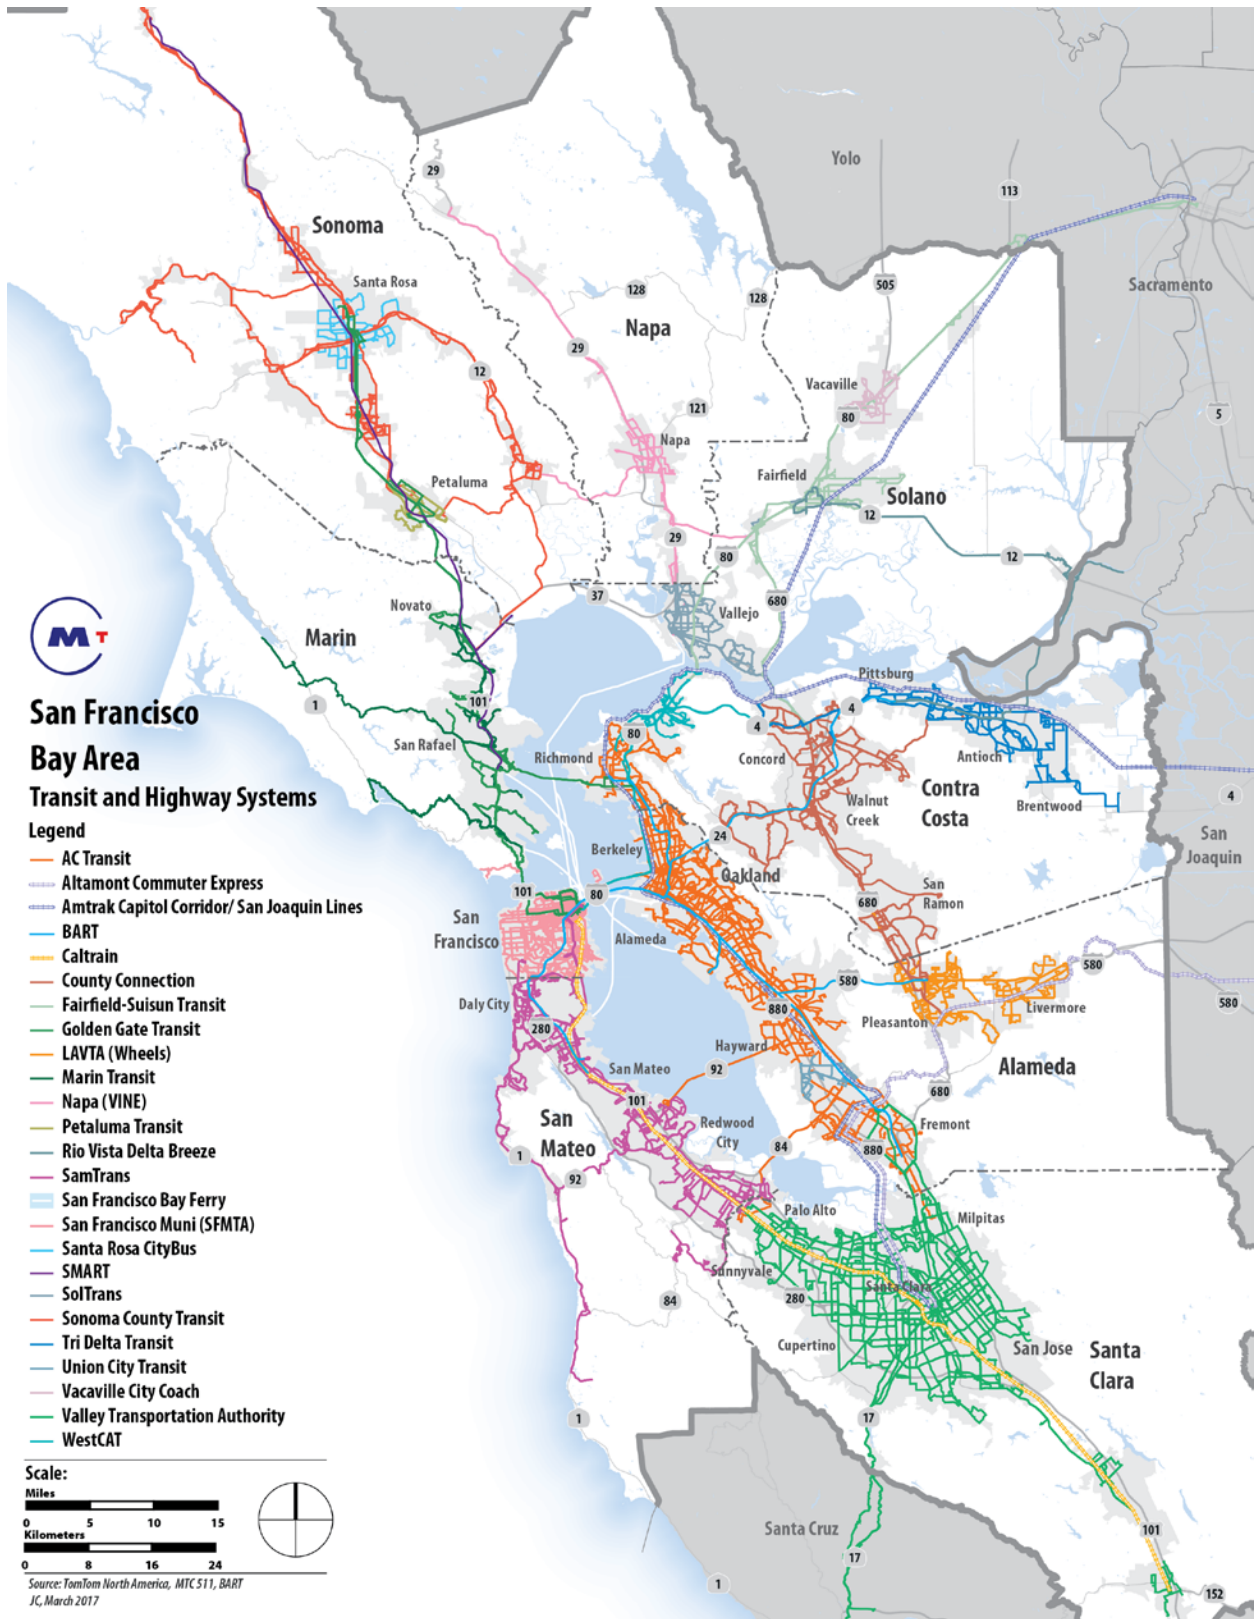 MT
San Francisco
Bay Area
Transit and Highway Systems
Legend
AC Transit
Altamont Commuter Express
Amtrak Capitol Corridor/ San Joaquin Lines
BART
Caltrain
County Connection
Fairfield-Suisun Transit
Golden Gate Transit
LAVTA (Wheels)
Marin Transit
Napa (VINE)
Petaluma Transit
Rio Vista Delta Breeze
SamTrans
San Francisco Bay Ferry
San Francisco Muni (SFMTA)
Santa Rosa CityBus
SMART
SolTrans
Sonoma County Transit
Tri Delta Transit
Union City Transit
Vacaville City Coach
Valley Transportation Authority
WestCAT
Scale:
Miles
0 5 10 15
Kilometers
0 8 16 24
Source: TomTom North America, MTC 511, BART
JC, March 2017
Yolo
29
113
Sonoma
Santa Rosa
128
128
505
Sacramento
Napa
29
12
Vacaville
80
121
5
Napa
Petaluma
Fairfield
Solano
12
29
80
12
37
680
Novato
Vallejo
Marin
Pittsburg
1
101
4
4
80
San Rafael
Richmond
Concord
Antioch
Contra
Costa
Brentwood
4
Walnut
Creek
24
Berkeley
San
Joaquin
Oakland
101
80
680
San
Ramon
San
Francisco
Alameda
580
580
580
Daly City
880
Livermore
280
Pleasanton
Hayward
San Mateo
92
680
Alameda
101
San
Mateo
Redwood
City
Fremont
84
880
1
92
Palo Alto
Milpitas
Sunnyvale
Santa Clara
280
84
Cupertino
San Jose
Santa
Clara
1
17
Santa Cruz
101
17
1
152